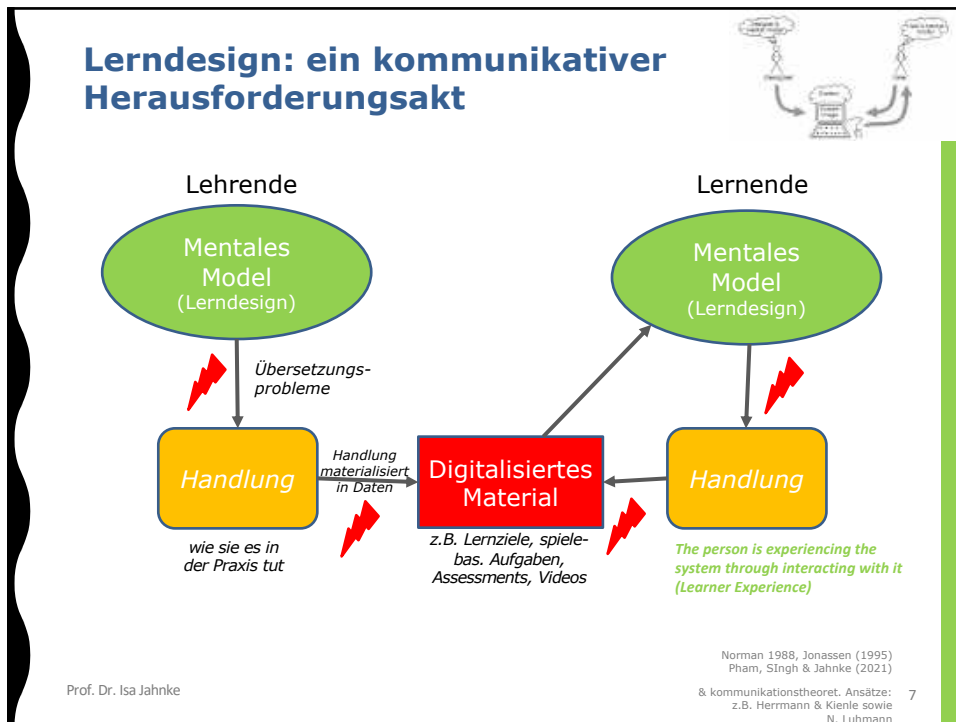 Lerndesign: ein kommunikativer
Herausforderungsakt
Lehrende
Lernende
Mentales
Model
(Lerndesign)
Mentales
Model
(Lerndesign)
Übersetzungs-
probleme
Handlung
Handlung
materialisiert
in Daten
Digitalisiertes
Material
Handlung
wie sie es in
der Praxis tut
z.B. Lernziele, spiele-
bas. Aufgaben,
Assessments, Videos
The person is experiencing the
system through interacting with it
(Learner Experience)
Norman 1988, Jonassen (1995)
Pham, SIngh & Jahnke (2021)
& kommunikationstheoret. Ansätze:
z.B. Herrmann & Kienle sowie
N. Luhmann
Prof. Dr. Isa Jahnke
7